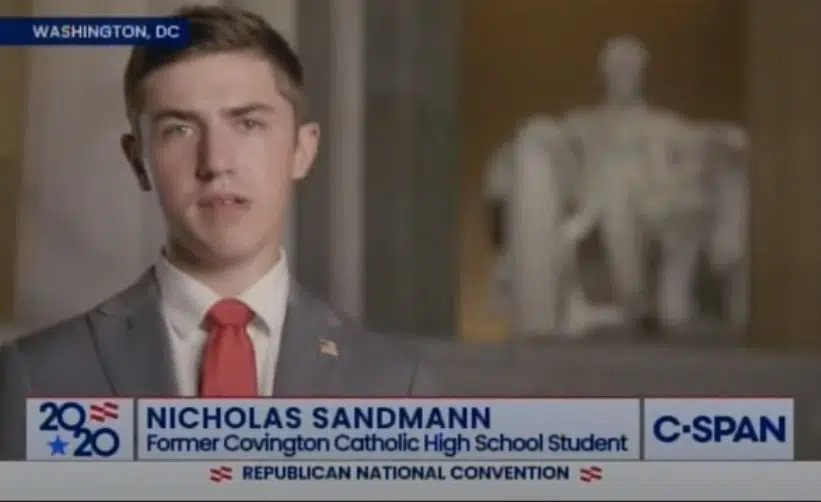 WASHINGTON, DC
2020
NICHOLAS SANDMANN
Former Covington Catholic High School Student
C-SPAN
REPUBLICAN NATIONAL CONVENTION